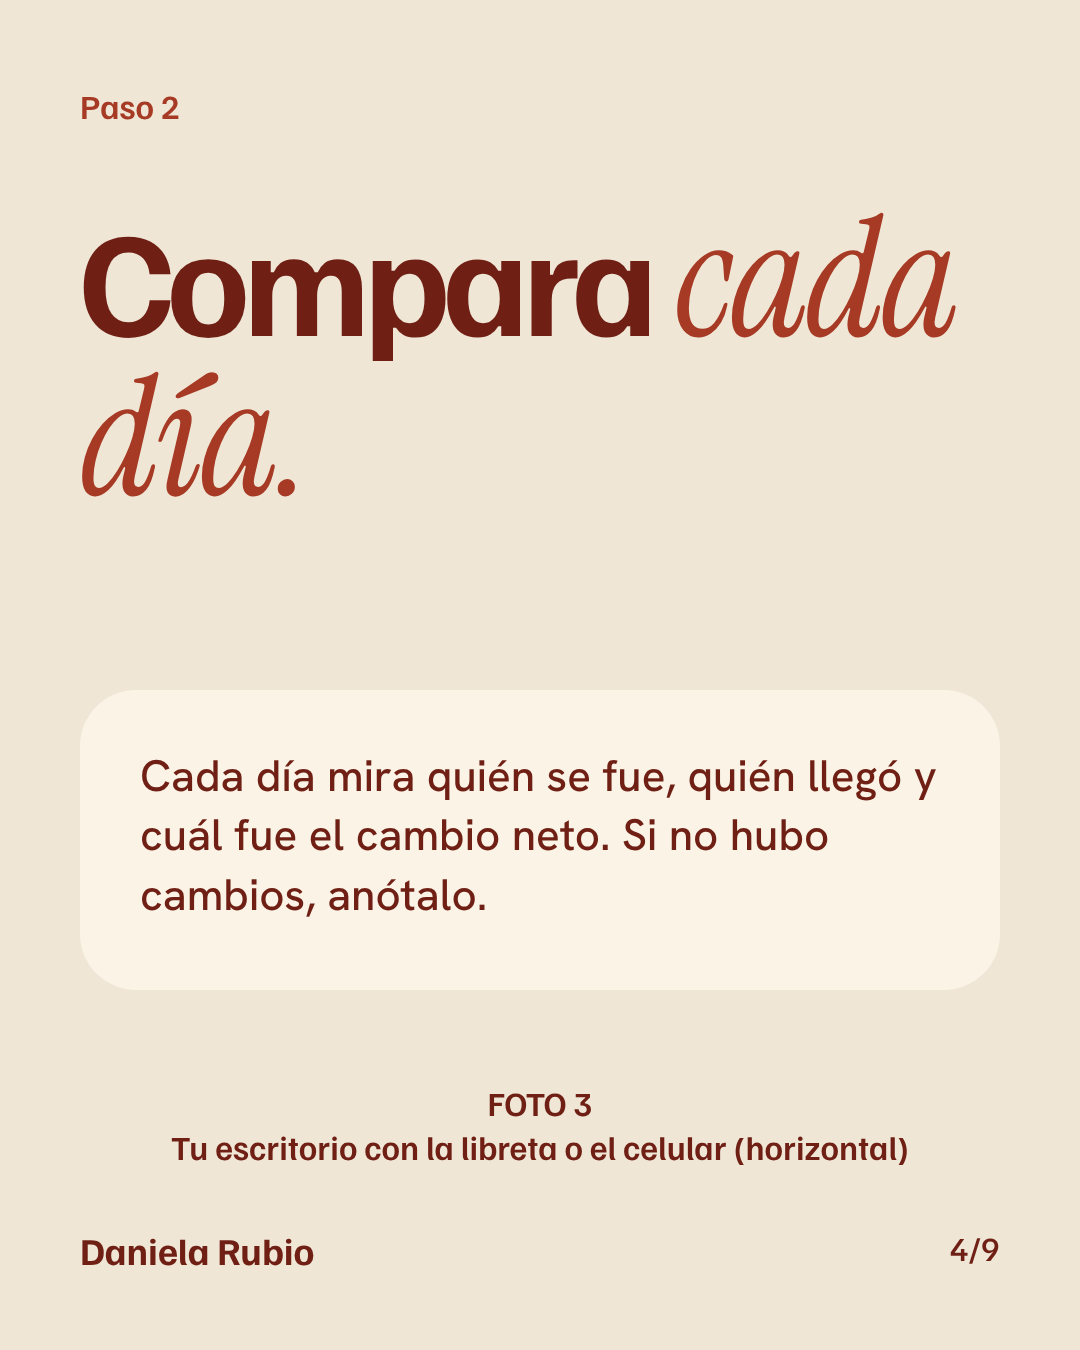 Paso 2
Compara cada
día.
Cada día mira quién se fue, quién llegó y
cuál fue el cambio neto. Si no hubo
cambios, anótalo.
FOTO 3
Tu escritorio con la libreta o el celular (horizontal)
Daniela Rubio
4/9